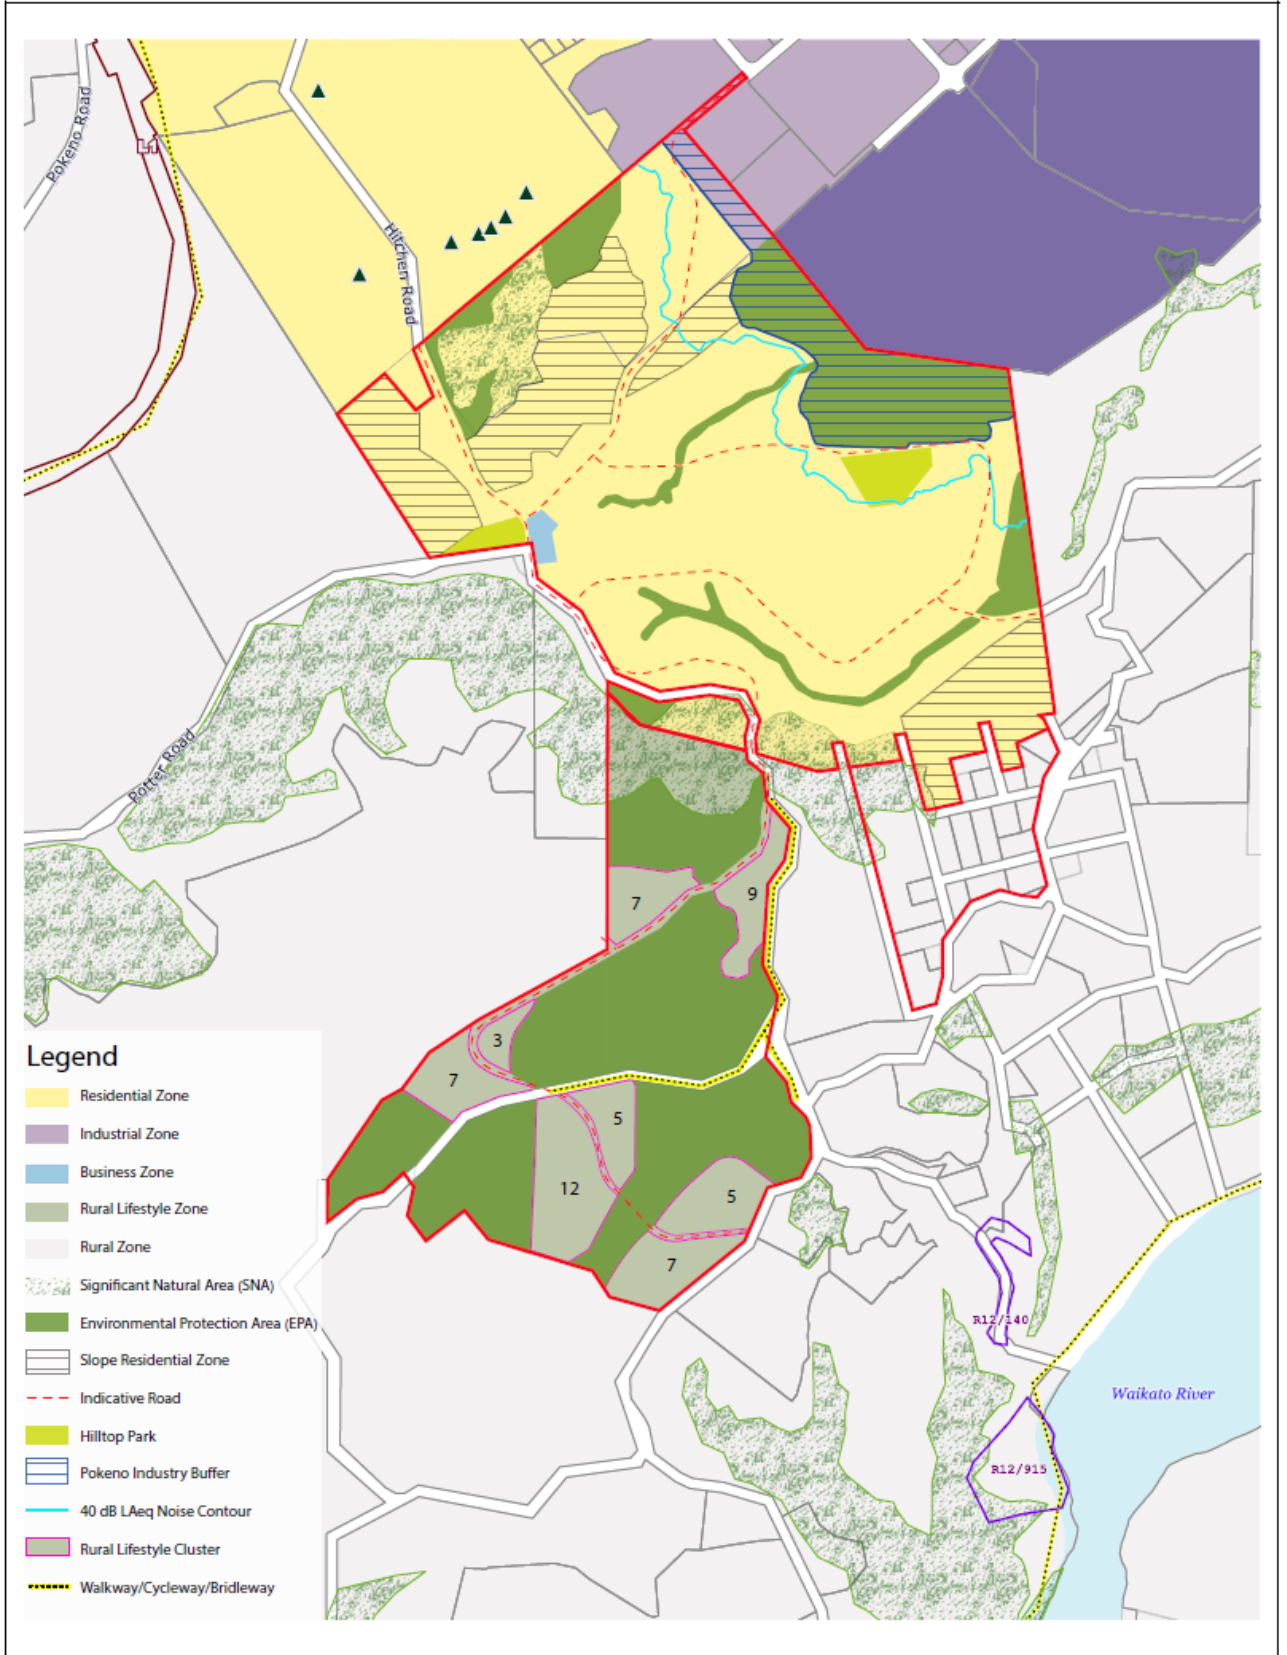 Pokeno Road
L1
Hitchen Road
Potter Road
7
9
3
7
5
12
5
7
R12/140
Waikato River
R12/915
Legend
Residential Zone
Industrial Zone
Business Zone
Rural Lifestyle Zone
Rural Zone
Significant Natural Area (SNA)
Environmental Protection Area (EPA)
Slope Residential Zone
Indicative Road
Hilltop Park
Pokeno Industry Buffer
40 dB LAeq Noise Contour
Rural Lifestyle Cluster
Walkway/Cycleway/Bridleway